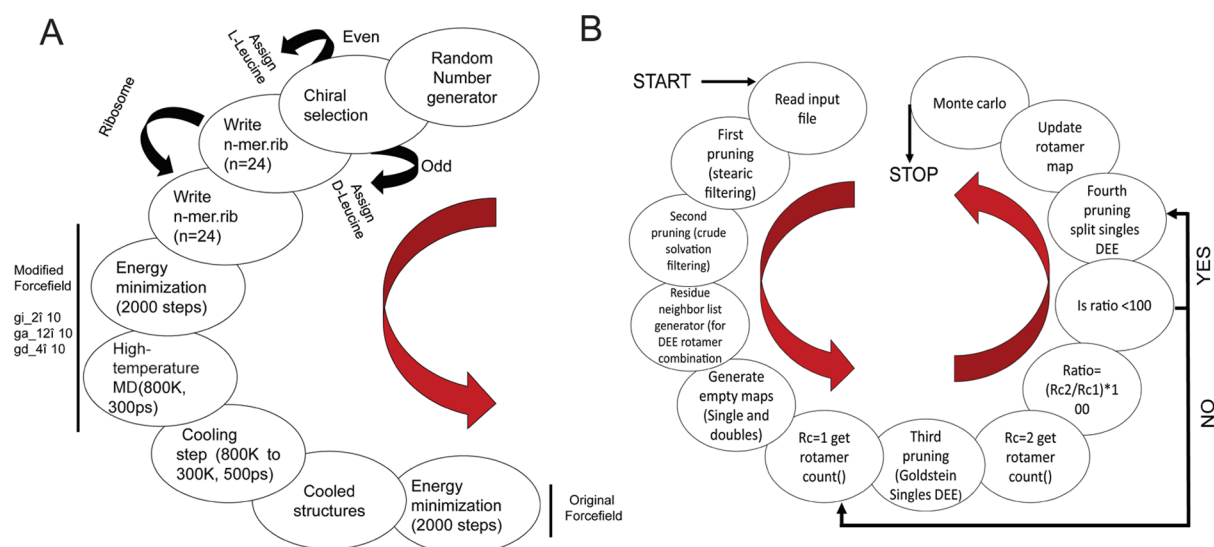 A
Random
Number
generator
Even
Assign
L-Leucine
Chiral
selection
Odd
Assign
D-Leucine
Ribosome
Write
n-mer.rib
(n=24)
Write
n-mer.rib
(n=24)
Modified
Forcefield
gi_2î 10
ga_12î 10
gd_4î 10
Energy
minimization
(2000 steps)
High-
temperature
MD(800K,
300ps)
Cooling
step (800K to
300K, 500ps)
Cooled
structures
Energy
minimization
(2000 steps)
Original
Forcefield
B
START
Read input
file
First
pruning
(stearic
filtering)
Second
pruning (crude
solvation
filtering)
Residue
neighbor list
generator (for
DEE rotamer
combination
Generate
empty maps
(Single and
doubles)
Rc=1 get
rotamer
count()
Third
pruning
(Goldstein
Singles DEE)
Rc=2 get
rotamer
count()
Ratio=
(Rc2/Rc1)*1
00
Is ratio <100
YES
NO
Fourth
pruning
split singles
DEE
Update
rotamer
map
Monte carlo
STOP